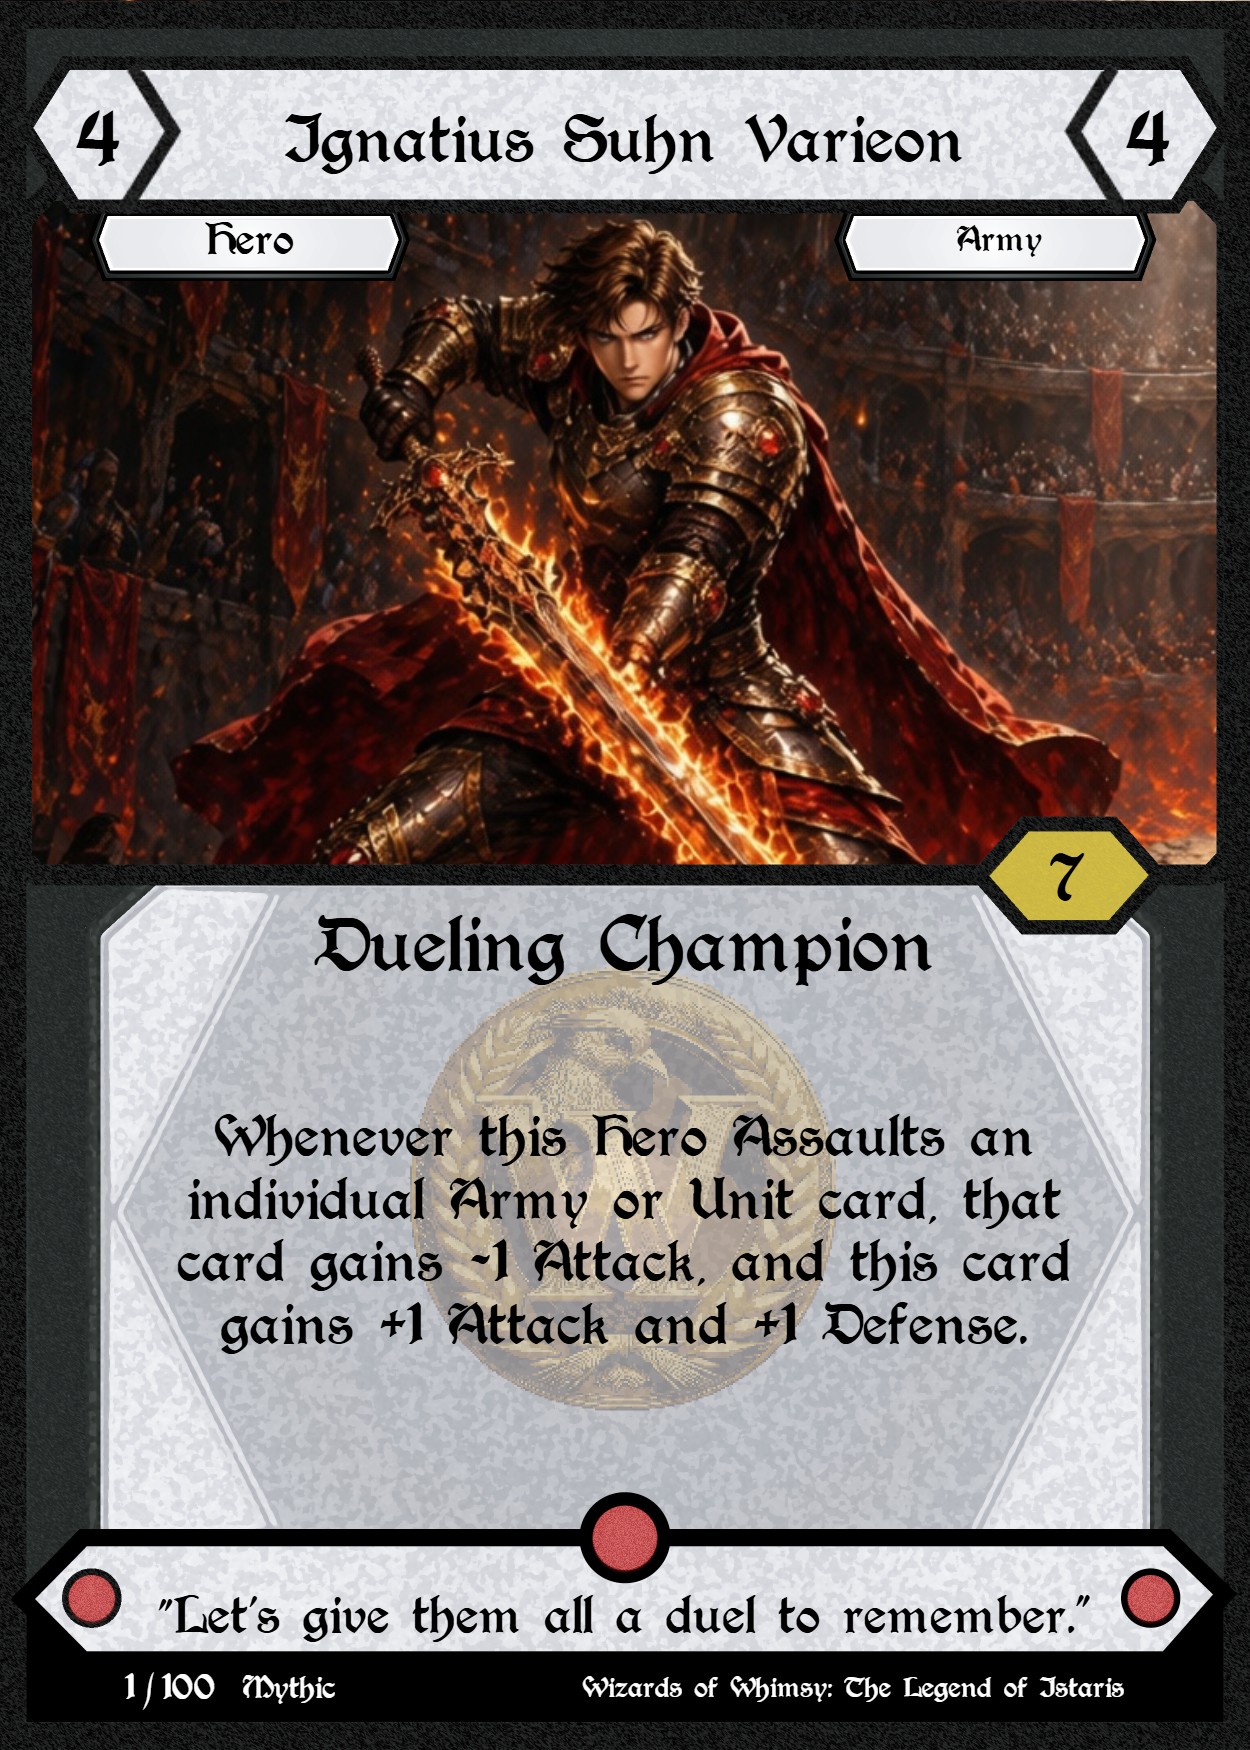 4 Ignatius Suhn Varieon 4
Hero Army
7
Dueling Champion
W
Whenever this Hero Assaults an
individual Army or Unit card, that
card gains -1 Attack, and this card
gains +1 Attack and +1 Defense.
"Let's give them all a duel to remember."
1/100 Mythic Wizards of Whimsy: The Legend of Istaris